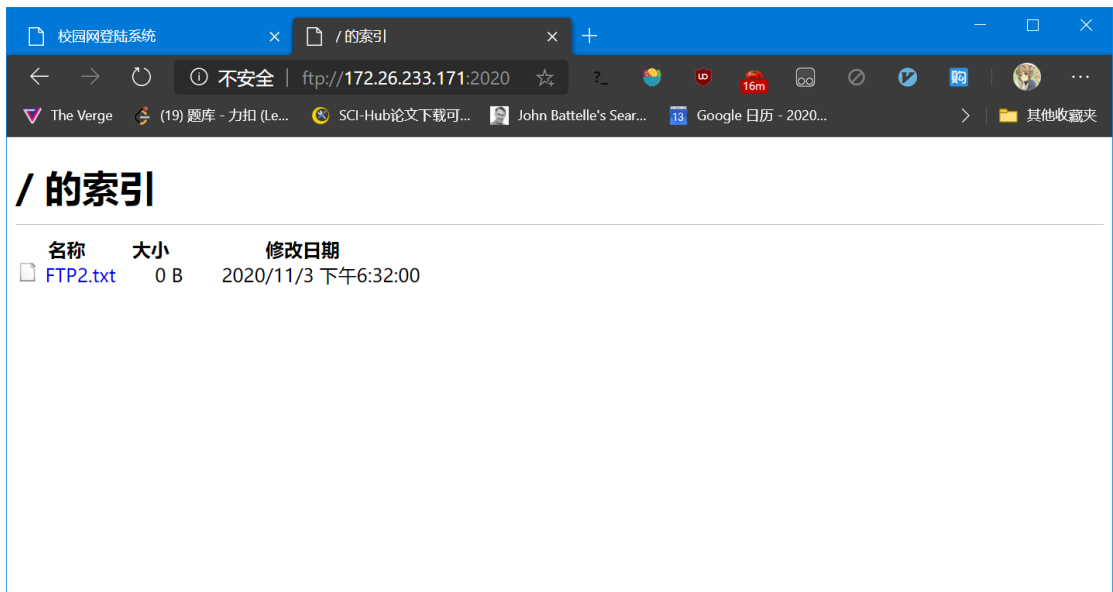 校园网登陆系统
/ 的索引
不安全 ftp://172.26.233.171:2020
?_
16m
购
The Verge
(19) 题库 - 力扣 (Le...
SCI-Hub论文下载可...
John Battelle's Sear...
13 Google 日历 - 2020...
其他收藏夹
/ 的索引
名称 大小 修改日期
FTP2.txt 0 B 2020/11/3 下午6:32:00